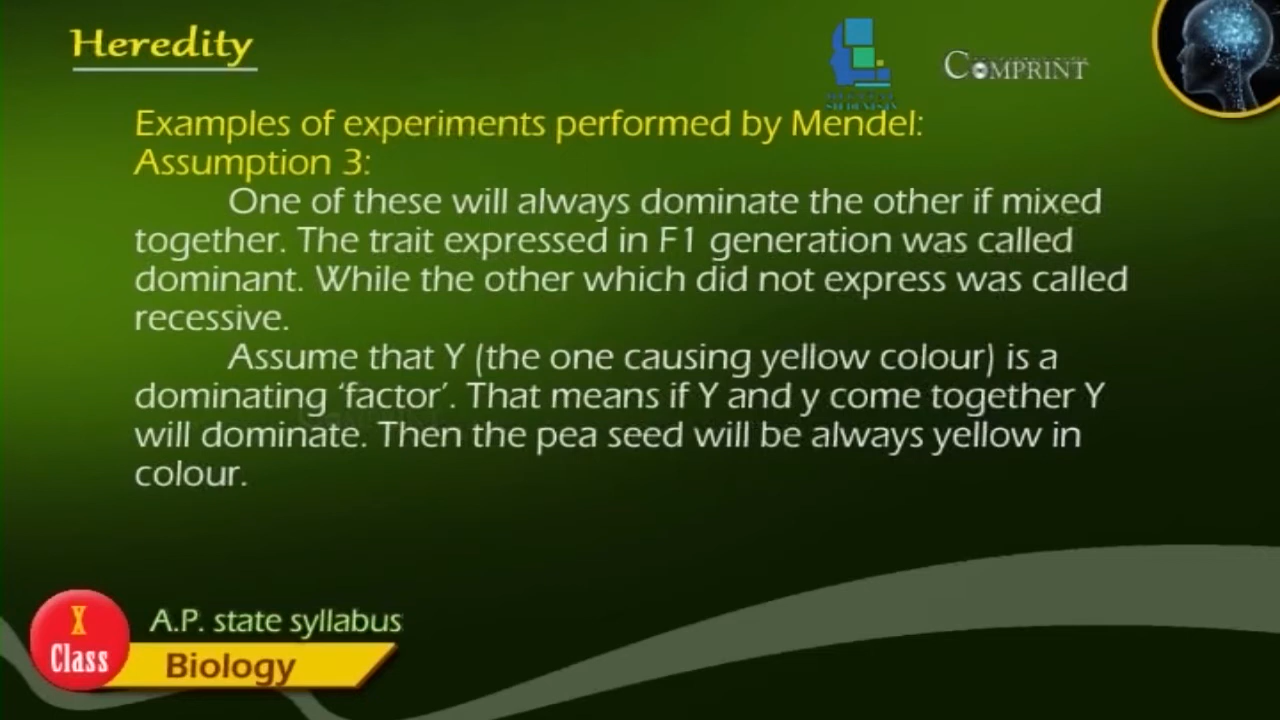 Heredity
COMPRINT
Examples of experiments performed by Mendel:
Assumption 3:
One of these will always dominate the other if mixed
together. The trait expressed in F1 generation was called
dominant. While the other which did not express was called
recessive.
Assume that Y (the one causing yellow colour) is a
dominating ‘factor’. That means if Y and y come together Y
will dominate. Then the pea seed will be always yellow in
colour.
X
Class
A.P. state syllabus
Biology